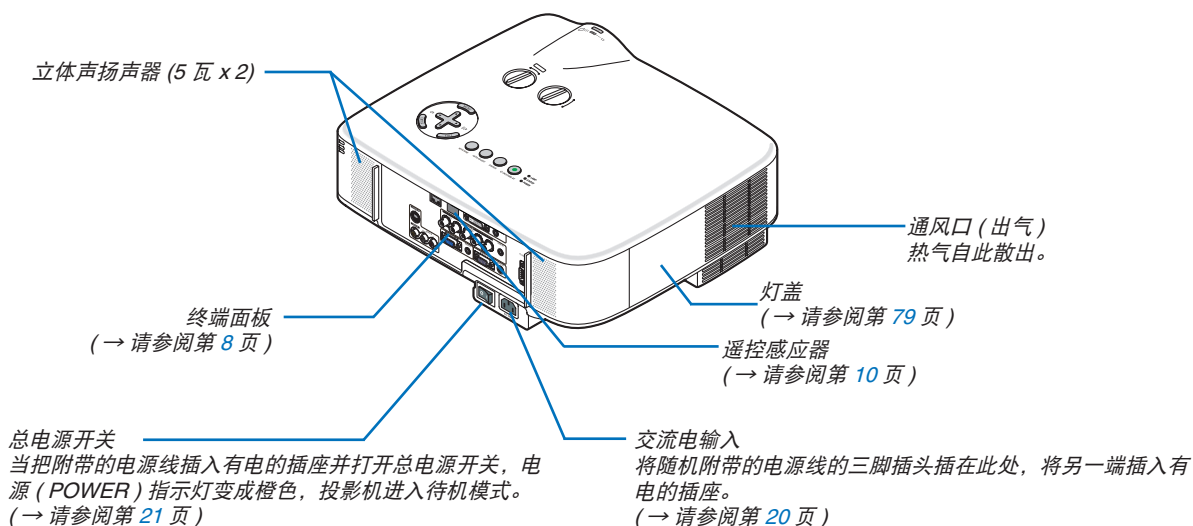 立体声扬声器 (5 瓦 x 2)
通风口 ( 出气 )
热气自此散出。
灯盖
( → 请参阅第 79 页 )
终端面板
( → 请参阅第 8 页 )
遥控感应器
( → 请参阅第 10 页 )
总电源开关
当把附带的电源线插入有电的插座并打开总电源开关，电
源 ( POWER ) 指示灯变成橙色，投影机进入待机模式。
( → 请参阅第 21 页 )
交流电输入
将随机附带的电源线的三脚插头插在此处，将另一端插入有
电的插座。
( → 请参阅第 20 页 )